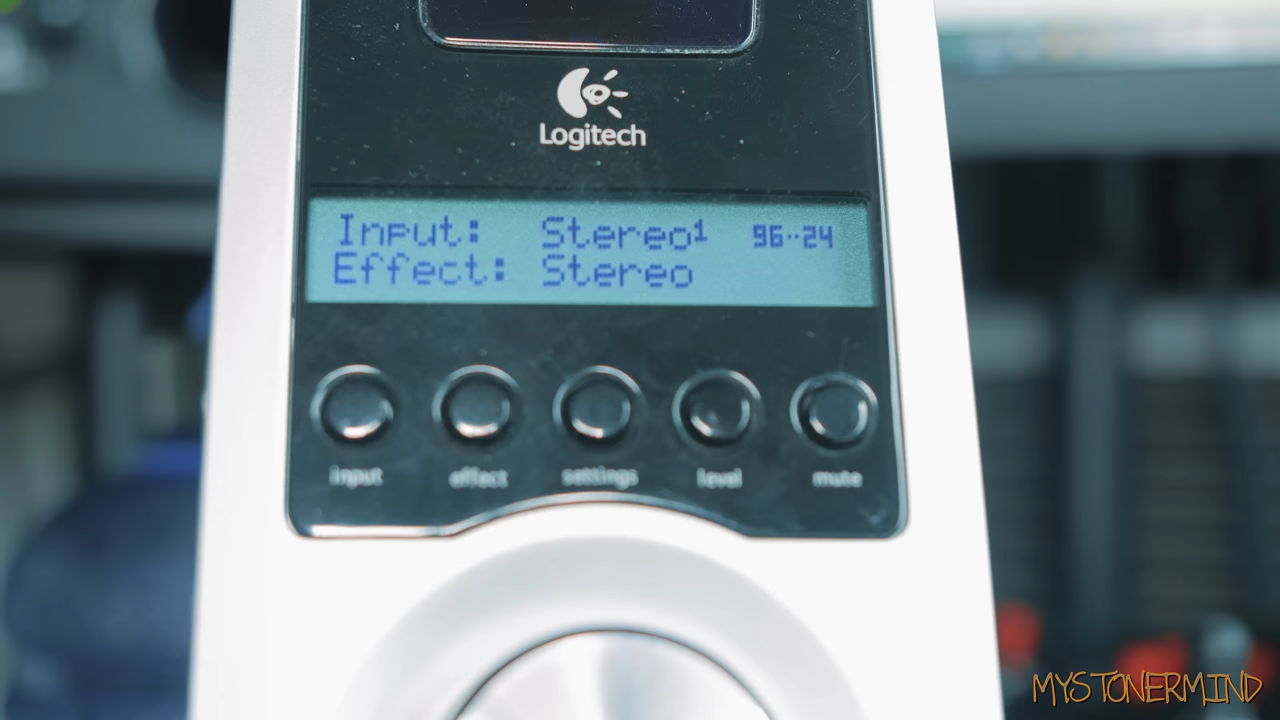 Logitech
Input: Stereo¹ 96··24
Effect: Stereo
input effect settings level mute
MYSTONERMIND